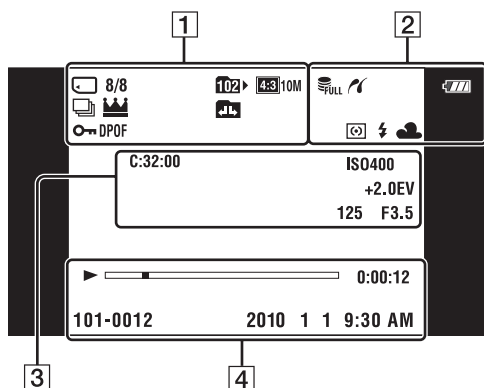 1 2
8/8 102 4:3 10M FULL
DPOF
C:32:00 ISO400
+2.0EV
125 F3.5
0:00:12
101-0012 2010 1 1 9:30 AM
3 4